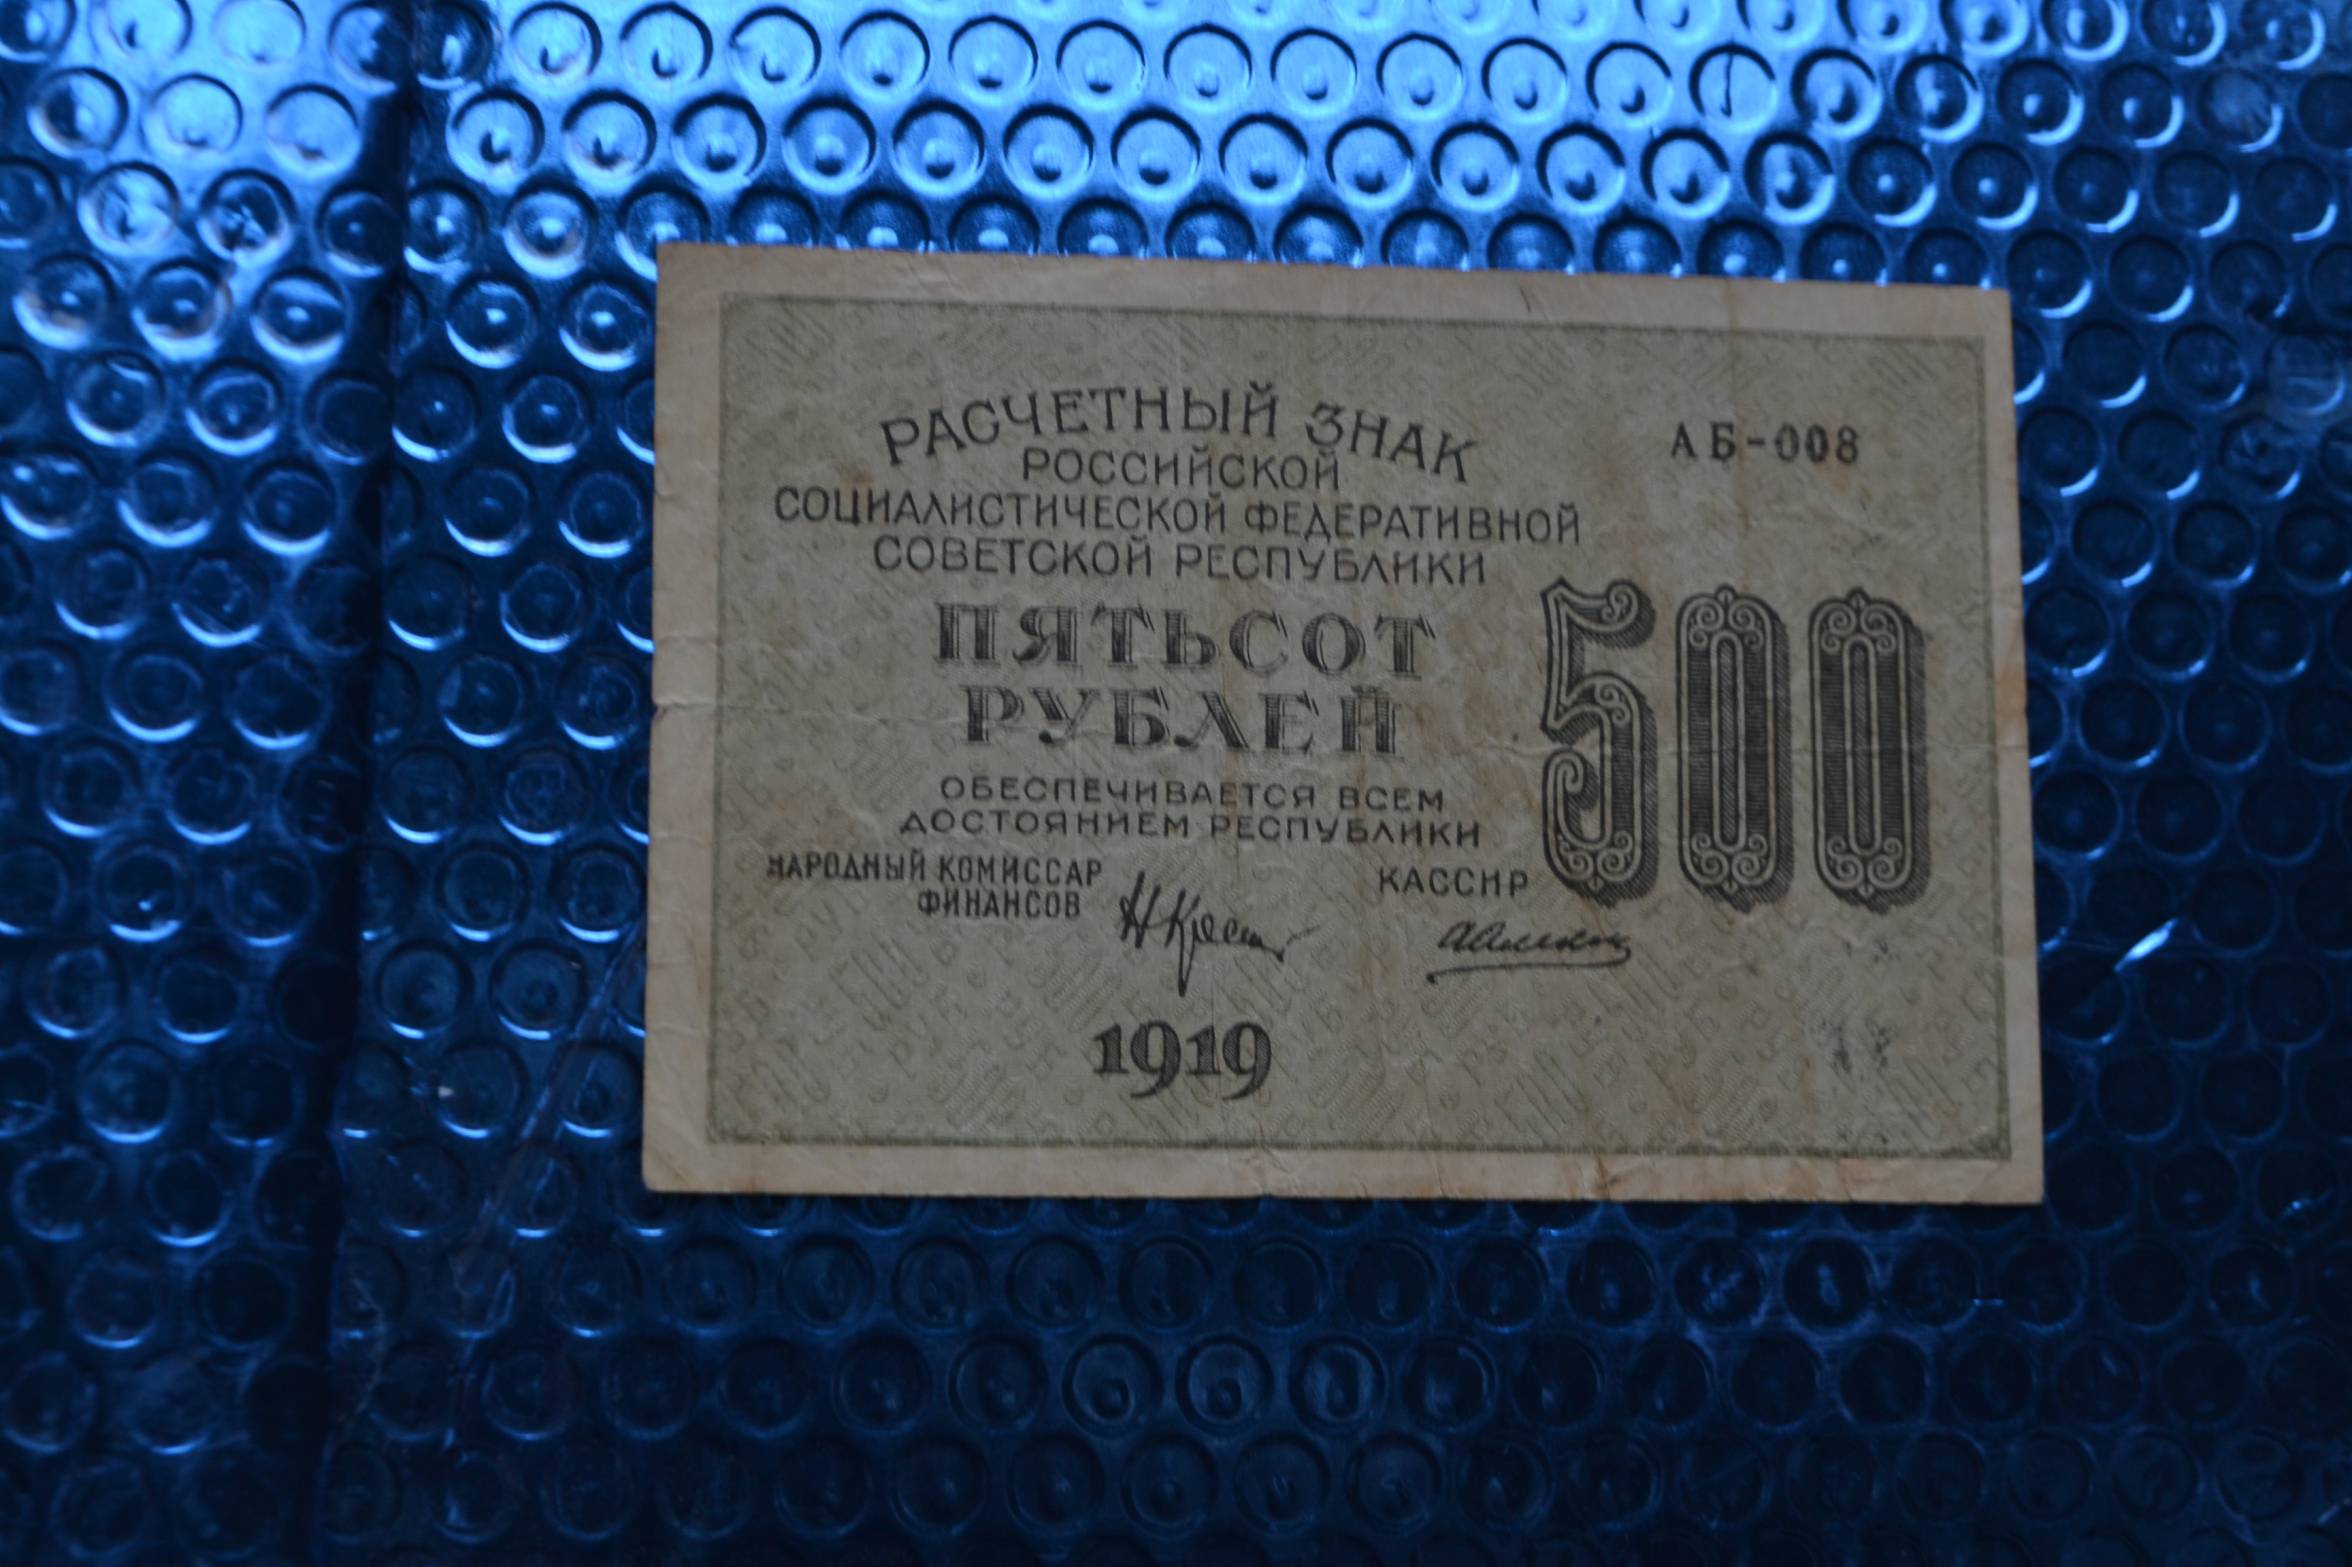 РАСЧЕТНЫЙ ЗНАК
РОССИЙСКОЙ
СОЦИАЛИСТИЧЕСКОЙ ФЕДЕРАТИВНОЙ
СОВЕТСКОЙ РЕСПУБЛИКИ
АБ-008
ПЯТЬСОТ
РУБЛЕЙ
500
ОБЕСПЕЧИВАЕТСЯ ВСЕМ
ДОСТОЯНИЕМ РЕСПУБЛИКИ
НАРОДНЫЙ КОМИССАР
ФИНАНСОВ
КАССИР
1919